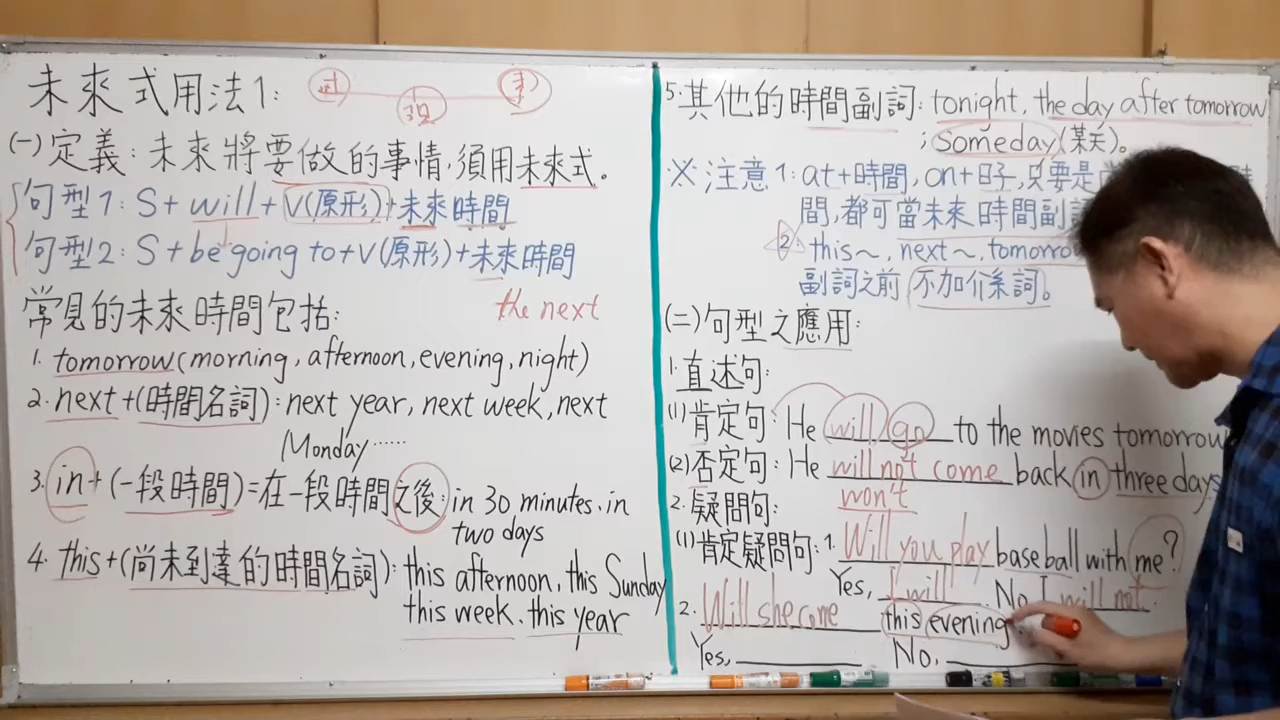 未來式用法1:
過 現 未
(一)定義:未來將要做的事情,須用未來式。
句型1:S+will+V(原形)+未來時間
句型2:S+be going to+V(原形)+未來時間
常見的未來時間包括:
the next
1. tomorrow(morning, afternoon, evening, night)
2. next+(時間名詞):next year, next week, next
Monday……
3. in+(一段時間)=在一段時間之後:in 30 minutes、in
two days
4. this+(尚未到達的時間名詞):this afternoon, this Sunday
this week、this year
5.其他的時間副詞:tonight, the day after tomorrow
;someday(某天)。
※注意1:at+時間,on+日子,只要是
間,都可當未來時間副
2. this~, next~, tomorrow
副詞之前不加介系詞。
(二)句型之應用:
1.直述句:
(1)肯定句:He will go to the movies tomorrow
(2)否定句:He will not come back in three days
won't
2.疑問句:
(1)肯定疑問句:1. Will you play baseball with me?
Yes, I will No, I will not.
2. Will she come this evening
Yes, ______ No, ______